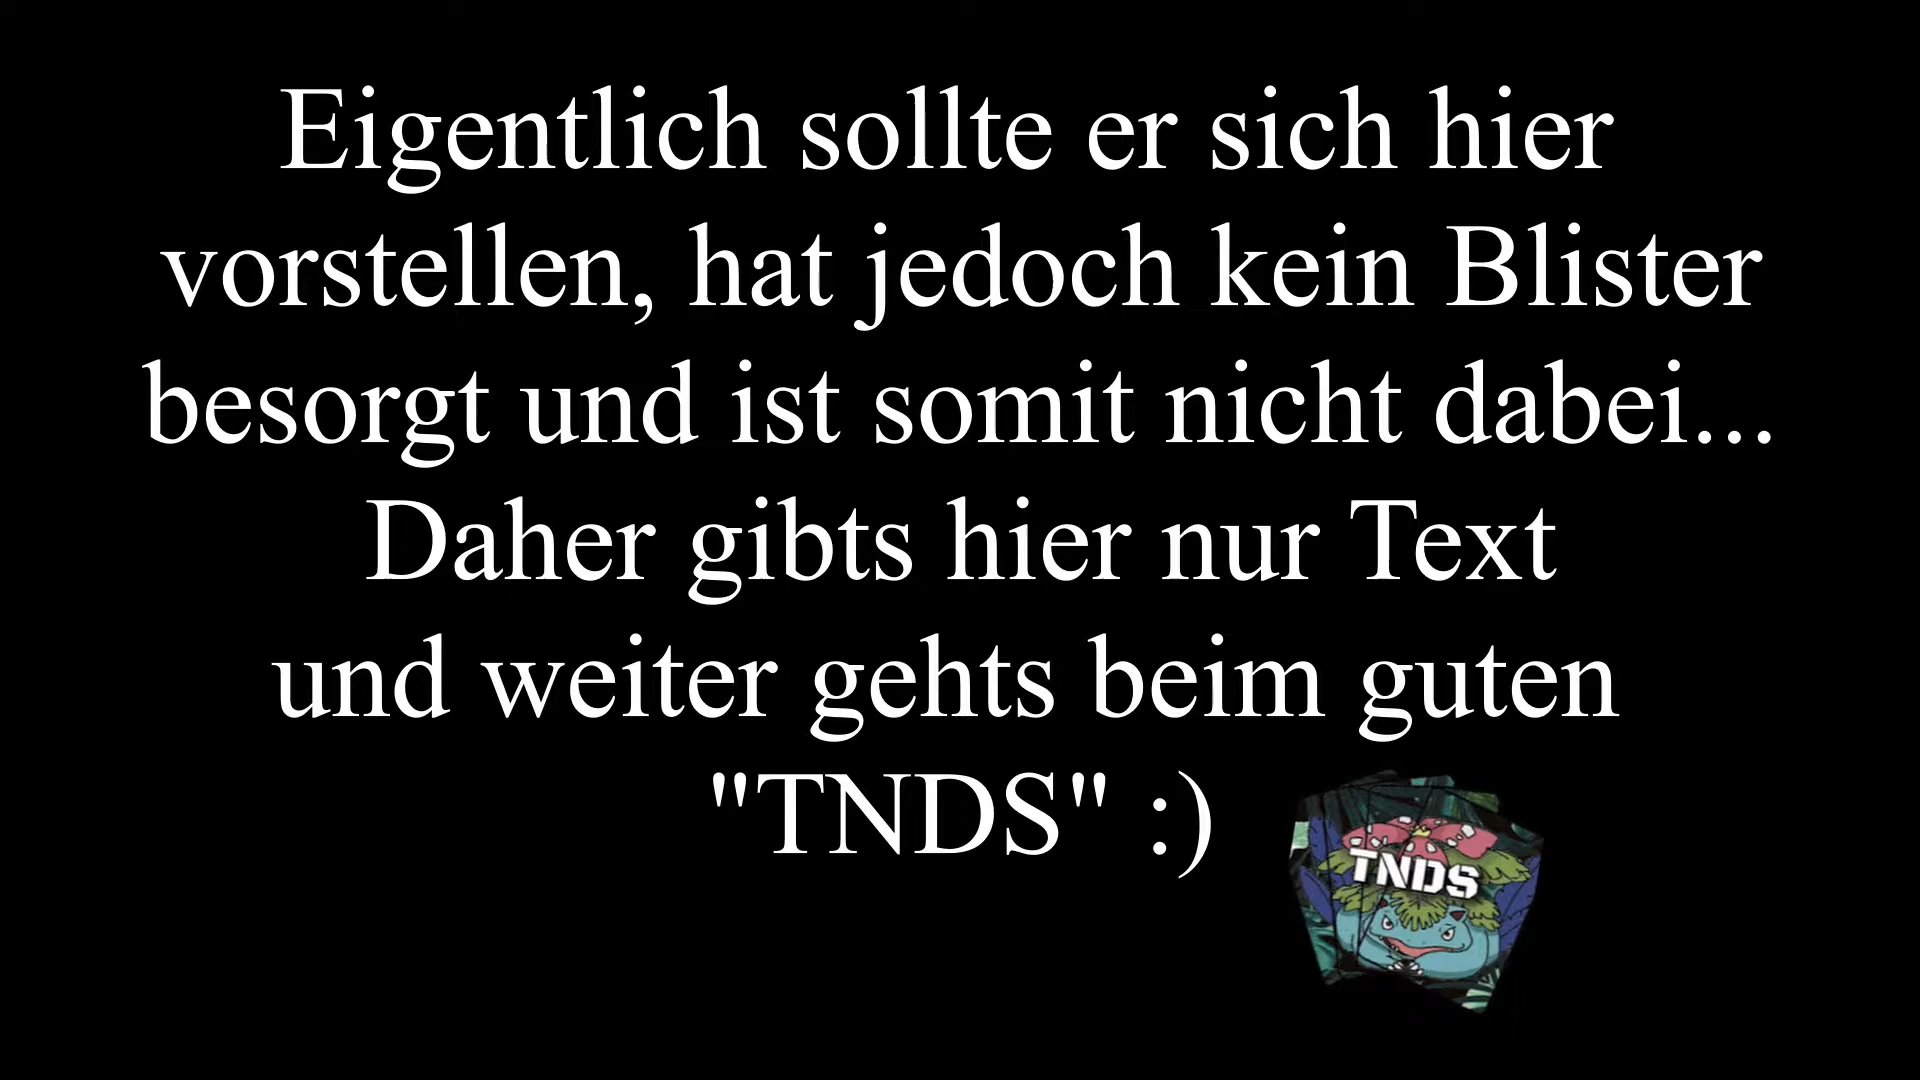 Eigentlich sollte er sich hier
vorstellen, hat jedoch kein Blister
besorgt und ist somit nicht dabei...
Daher gibts hier nur Text
und weiter gehts beim guten
"TNDS" :)
TNDS